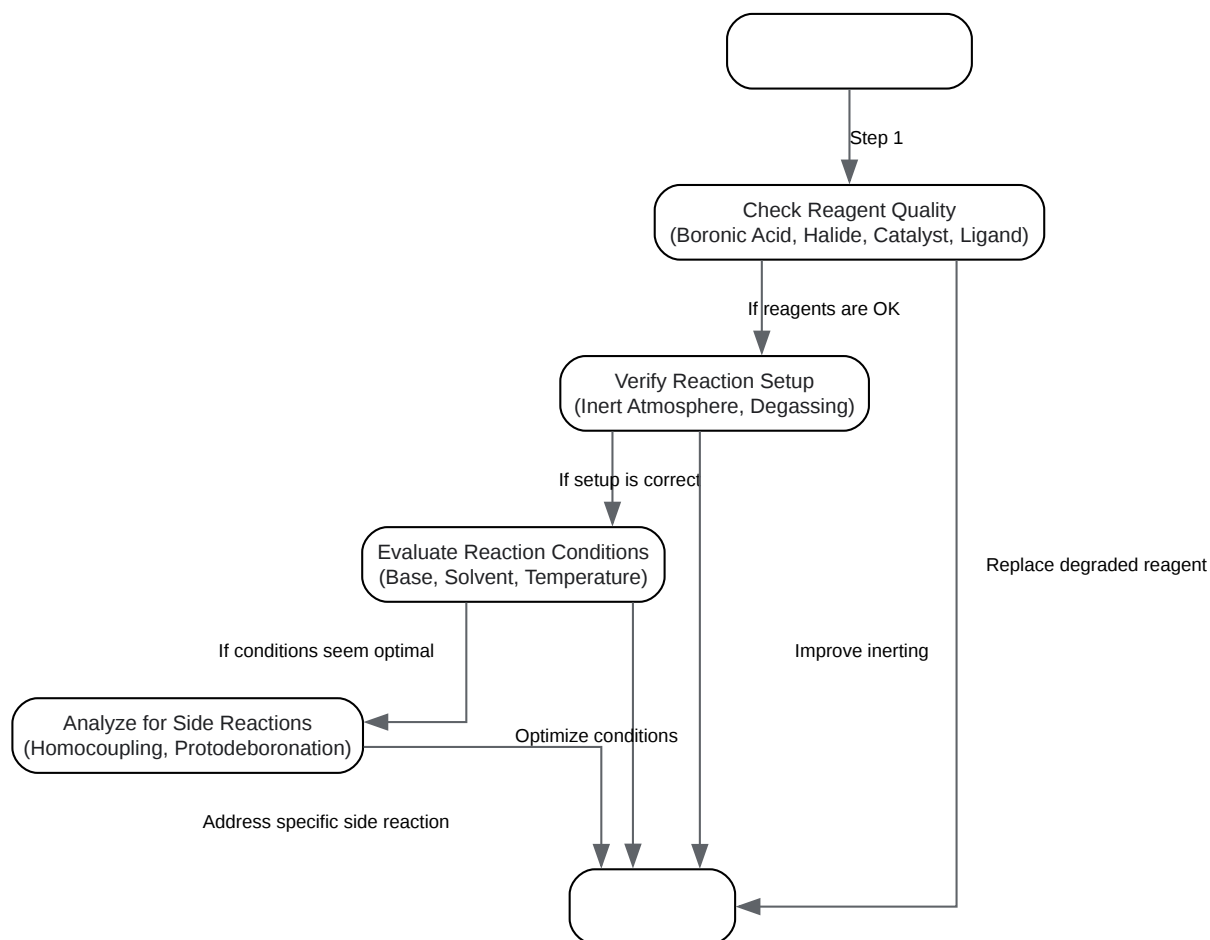 Step 1
Check Reagent Quality
(Boronic Acid, Halide, Catalyst, Ligand)
If reagents are OK
Verify Reaction Setup
(Inert Atmosphere, Degassing)
If setup is correct
Evaluate Reaction Conditions
(Base, Solvent, Temperature)
Replace degraded reagent
If conditions seem optimal
Improve inerting
Analyze for Side Reactions
(Homocoupling, Protodeboronation)
Optimize conditions
Address specific side reaction